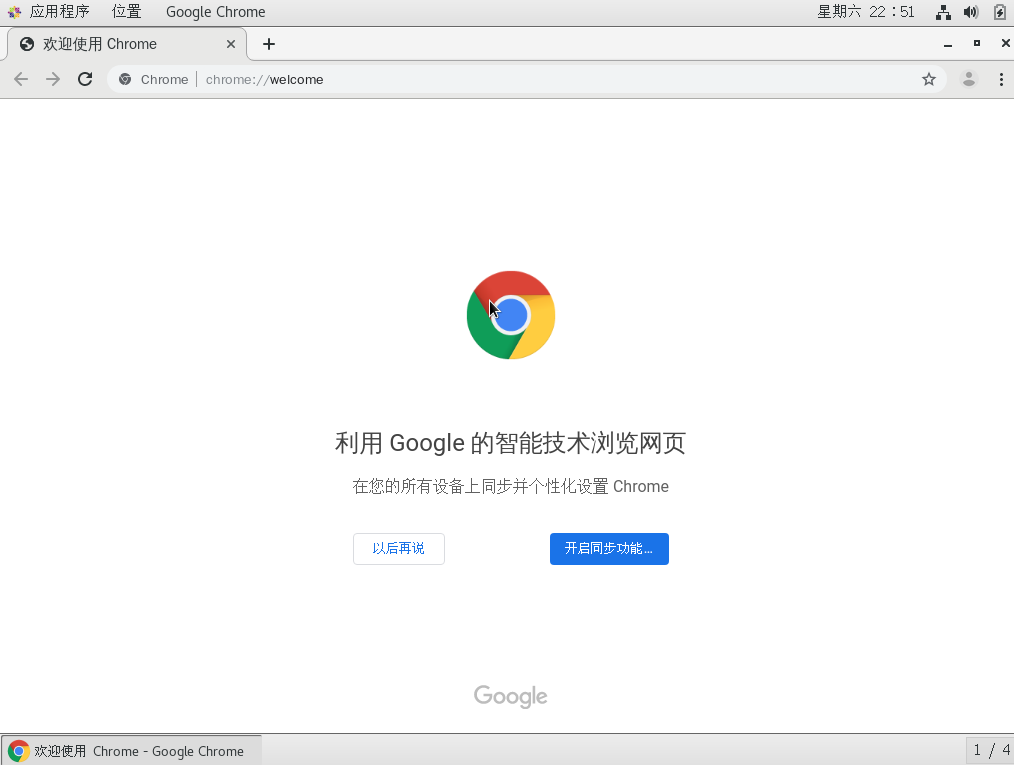 应用程序 位置 Google Chrome 星期六 22：51
欢迎使用 Chrome
Chrome chrome://welcome
利用 Google 的智能技术浏览网页
在您的所有设备上同步并个性化设置 Chrome
以后再说 开启同步功能...
Google
欢迎使用 Chrome - Google Chrome 1 / 4